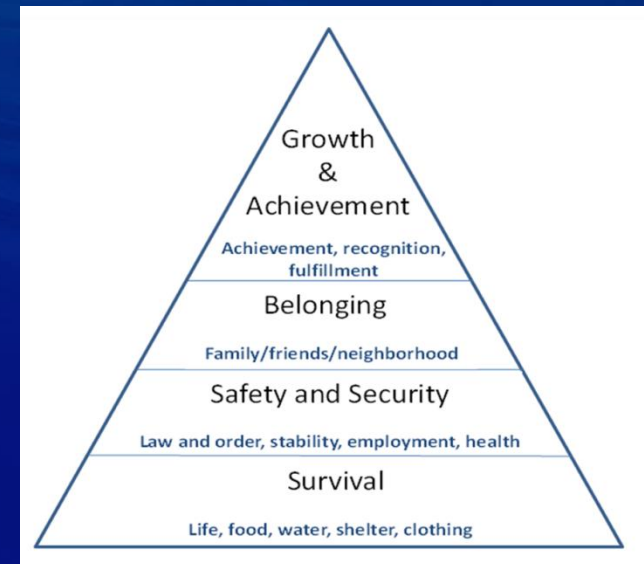 Growth
&
Achievement
Achievement, recognition,
fulfillment
Belonging
Family/friends/neighborhood
Safety and Security
Law and order, stability, employment, health
Survival
Life, food, water, shelter, clothing